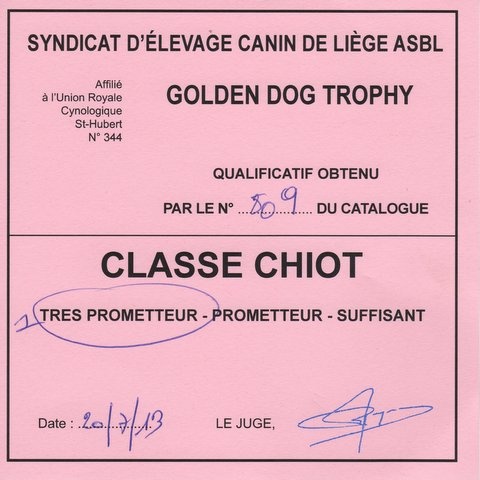 SYNDICAT D'ÉLEVAGE CANIN DE LIÈGE ASBL
Affilié
à l'Union Royale
Cynologique
St-Hubert
N° 344
GOLDEN DOG TROPHY
QUALIFICATIF OBTENU
PAR LE N° 809 DU CATALOGUE
CLASSE CHIOT
1 TRES PROMETTEUR - PROMETTEUR - SUFFISANT
Date : 20/7/13 LE JUGE,